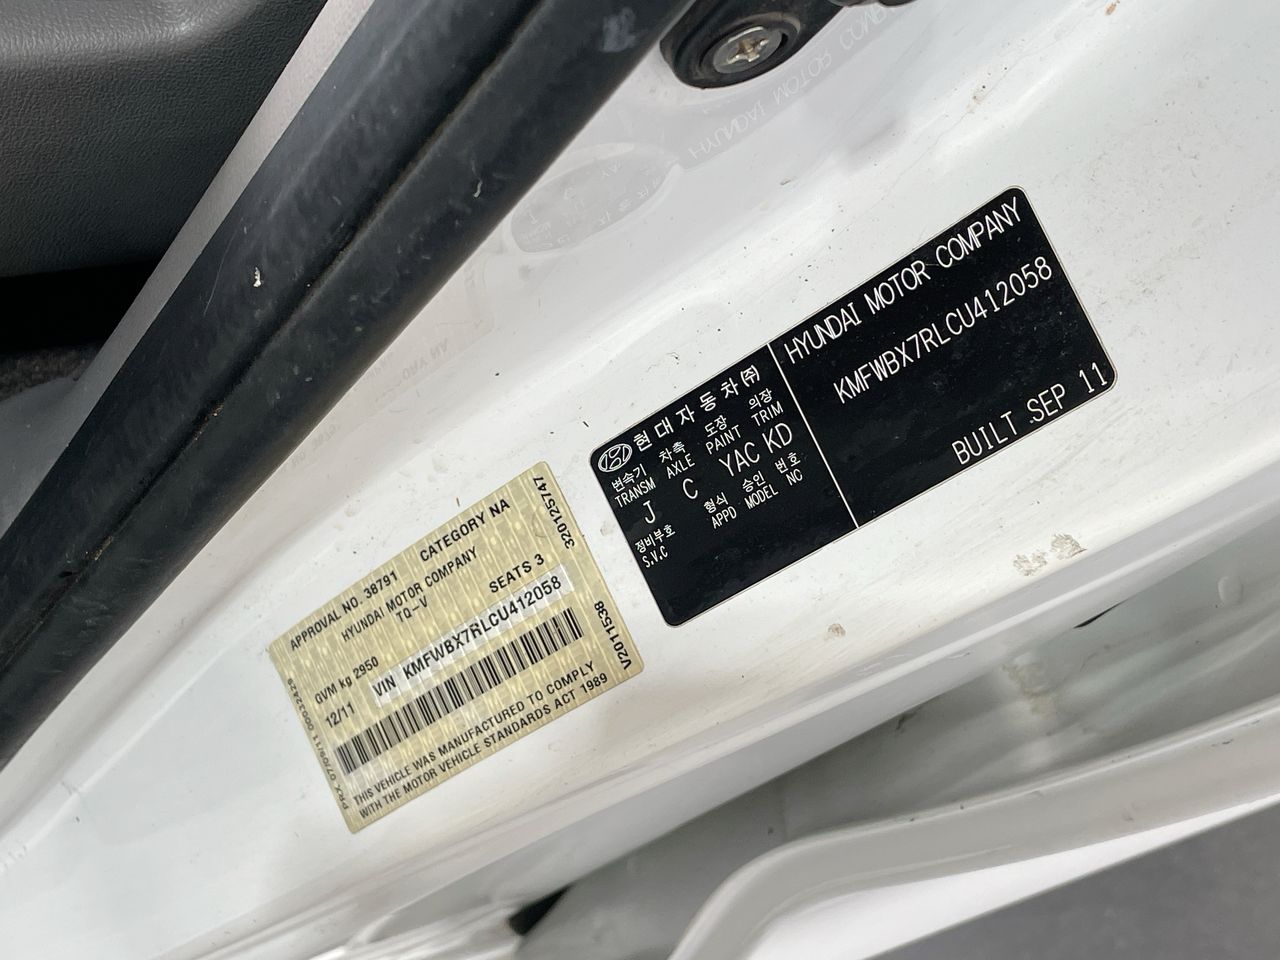 현대자동차(주)
변속기 차축 도장 의장
TRANSM AXLE PAINT TRIM
J C YAC KD
정비부호 형식 승인 번호
S.V.C APPD MODEL NC
HYUNDAI MOTOR COMPANY
KMFWBX7RLCU412058
BUILT SEP 11
APPROVAL NO. 38791 CATEGORY NA
HYUNDAI MOTOR COMPANY
TQ-V
GVM kg 2950 SEATS 3
12/11 VIN KMFWBX7RLCU412058
THIS VEHICLE WAS MANUFACTURED TO COMPLY
WITH THE MOTOR VEHICLE STANDARDS ACT 1989
320125747
V2011538
HYUNDAI MOTOR COMPA